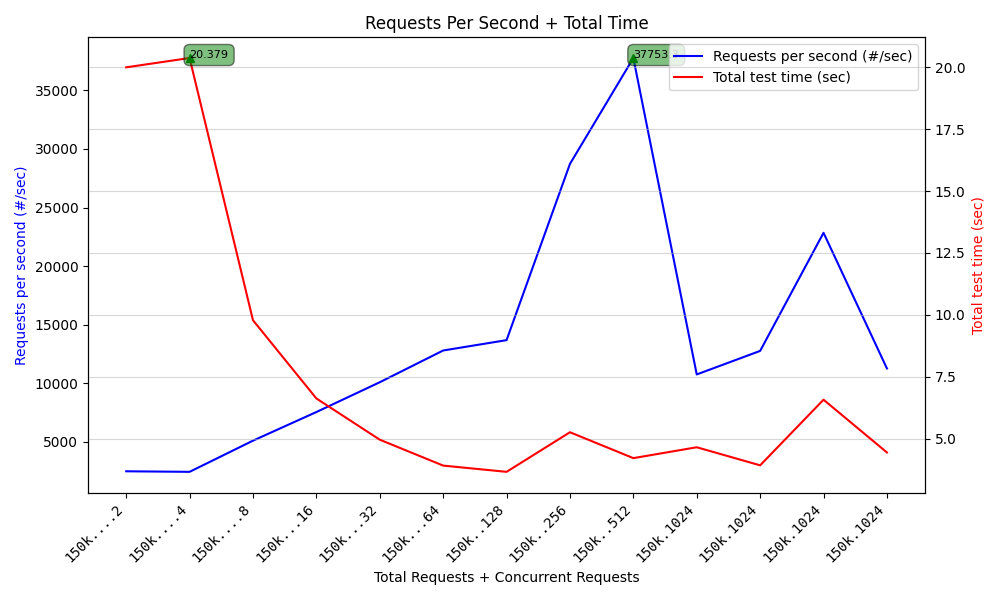 Requests Per Second + Total Time
20.379
37753
Requests per second (#/sec)
Total test time (sec)
35000
30000
25000
20000
15000
10000
5000
Requests per second (#/sec)
20.0
17.5
15.0
12.5
10.0
7.5
5.0
Total test time (sec)
150k....2
150k....4
150k....8
150k...16
150k...32
150k...64
150k..128
150k..256
150k..512
150k.1024
150k.1024
150k.1024
150k.1024
Total Requests + Concurrent Requests